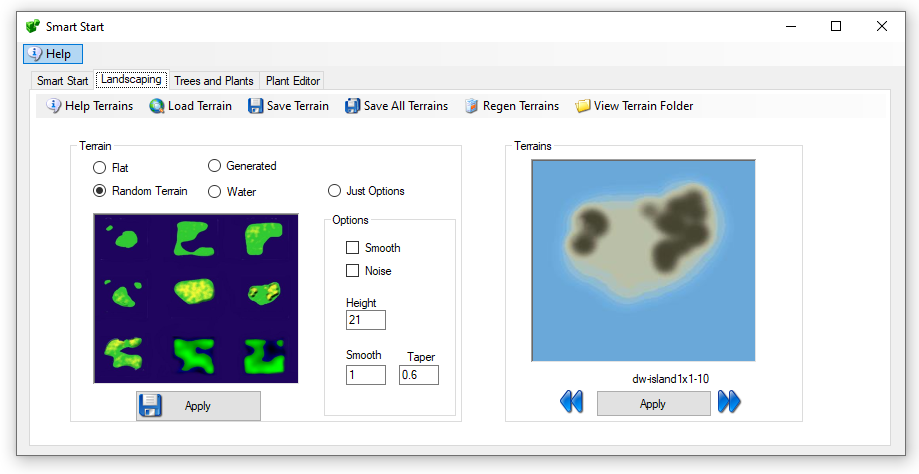 Smart Start
Help
Smart Start Landscaping Trees and Plants Plant Editor
Help Terrains Load Terrain Save Terrain Save All Terrains Regen Terrains View Terrain Folder
Terrain
Flat Generated
Random Terrain Water Just Options
Options
Smooth
Noise
Height
21
Smooth Taper
1 0.6
Apply
Terrains
dw-island1x1-10
Apply